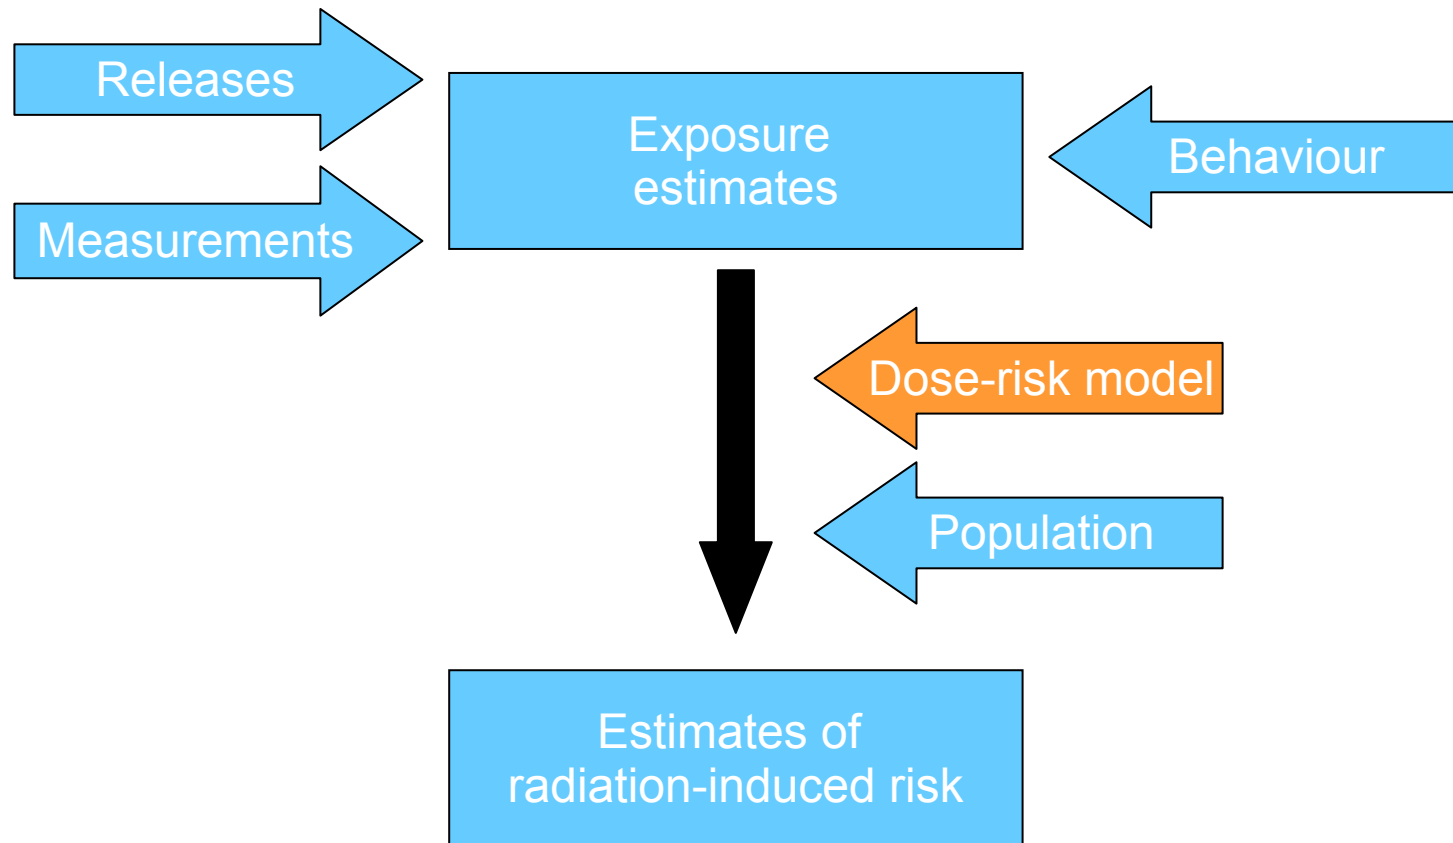 Releases
Exposure
estimates
Behaviour
Measurements
Dose-risk model
Population
Estimates of
radiation-induced risk